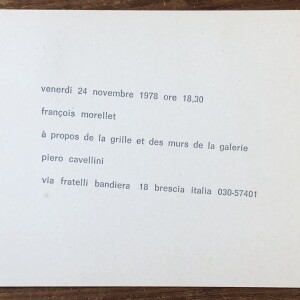 venerdi 24 novembre 1978 ore 18,30
françois morellet
à propos de la grille et des murs de la galerie
piero cavellini
via fratelli bandiera 18 brescia italia 030-57401